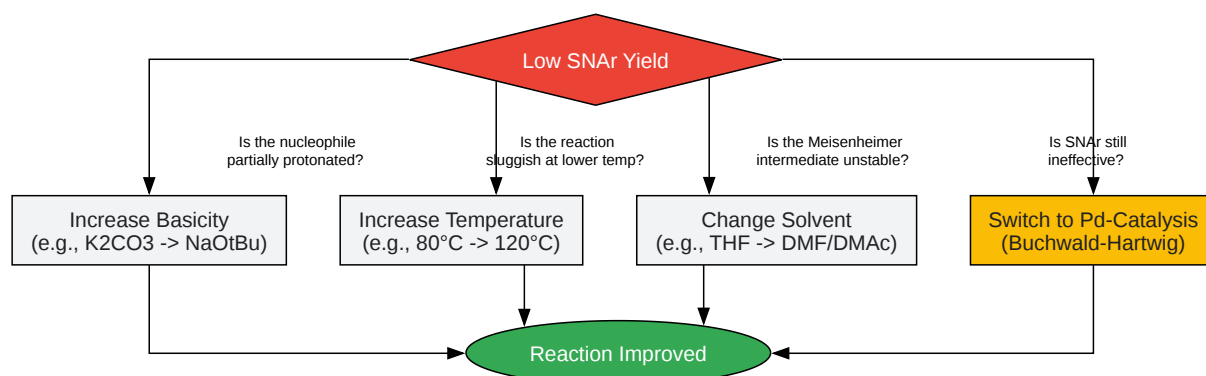 Low SNAr Yield
Is the nucleophile
partially protonated?
Is the reaction
sluggish at lower temp?
Is the Meisenheimer
intermediate unstable?
Is SNAr still
ineffective?
Increase Basicity
(e.g., K2CO3 -> NaOtBu)
Increase Temperature
(e.g., 80°C -> 120°C)
Change Solvent
(e.g., THF -> DMF/DMAc)
Switch to Pd-Catalysis
(Buchwald-Hartwig)
Reaction Improved